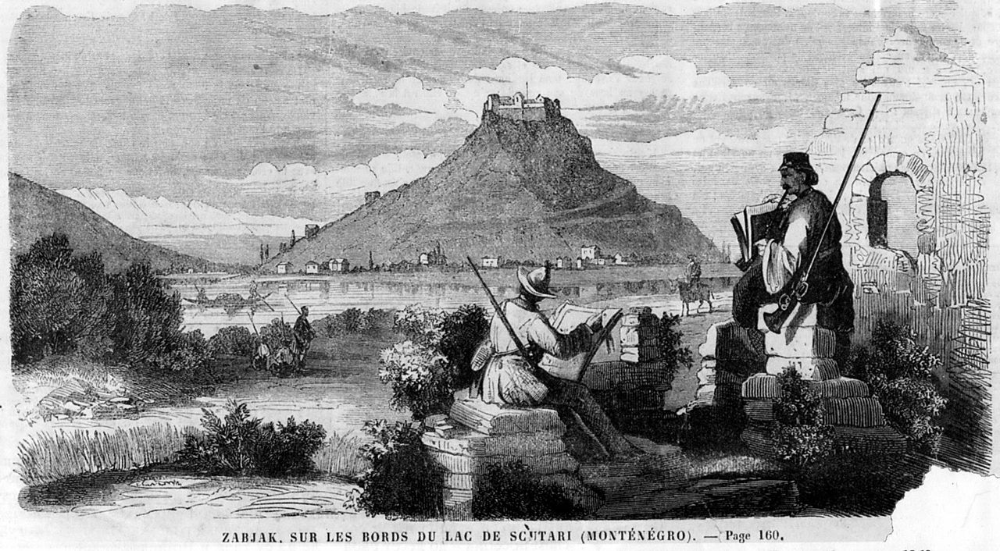 ZABJAK, SUR LES BORDS DU LAC DE SCUTARI (MONTÉNÉGRO). — Page 160.